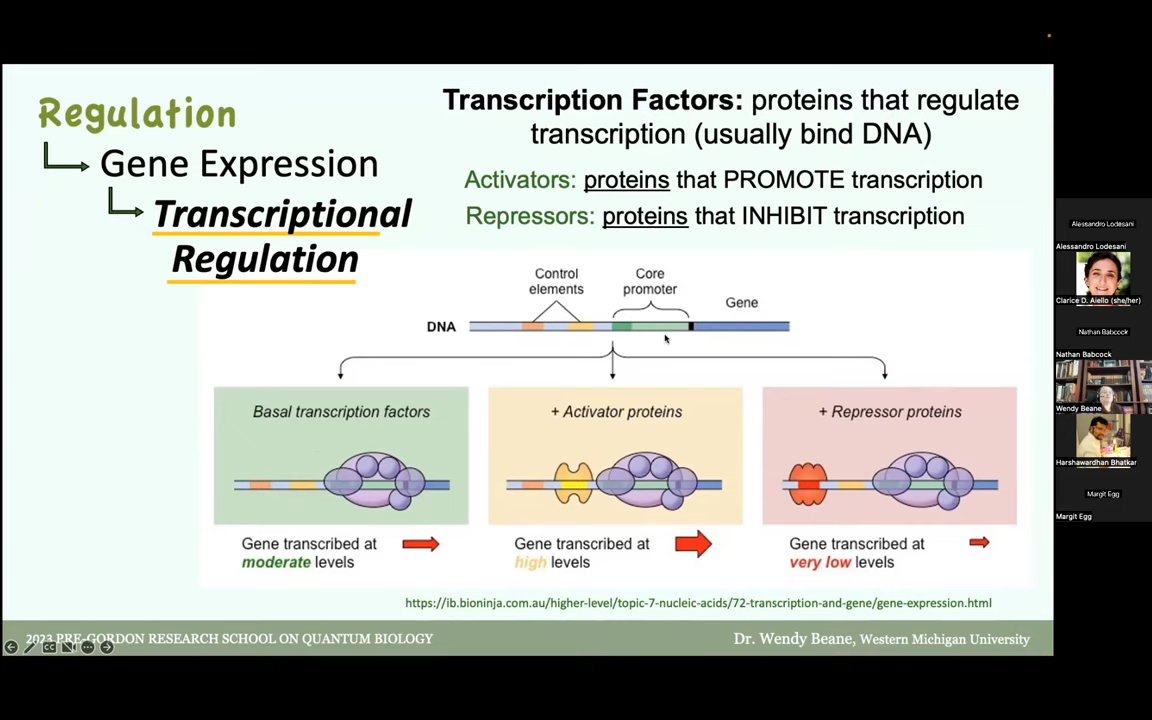 Regulation
Gene Expression
Transcriptional
Regulation
Transcription Factors: proteins that regulate
transcription (usually bind DNA)
Activators: proteins that PROMOTE transcription
Repressors: proteins that INHIBIT transcription
Control
elements
Core
promoter
Gene
DNA
Basal transcription factors
+ Activator proteins
+ Repressor proteins
Gene transcribed at
moderate levels
Gene transcribed at
high levels
Gene transcribed at
very low levels
https://ib.bioninja.com.au/higher-level/topic-7-nucleic-acids/72-transcription-and-gene/gene-expression.html
2023 PRE-GORDON RESEARCH SCHOOL ON QUANTUM BIOLOGY
Dr. Wendy Beane, Western Michigan University
CC
Alessandro Lodesani
Alessandro Lodesani
Clarice D. Aiello (she/her)
Nathan Babcock
Nathan Babcock
Wendy Beane
Harshawardhan Bhatkar
Margit Egg
Margit Egg